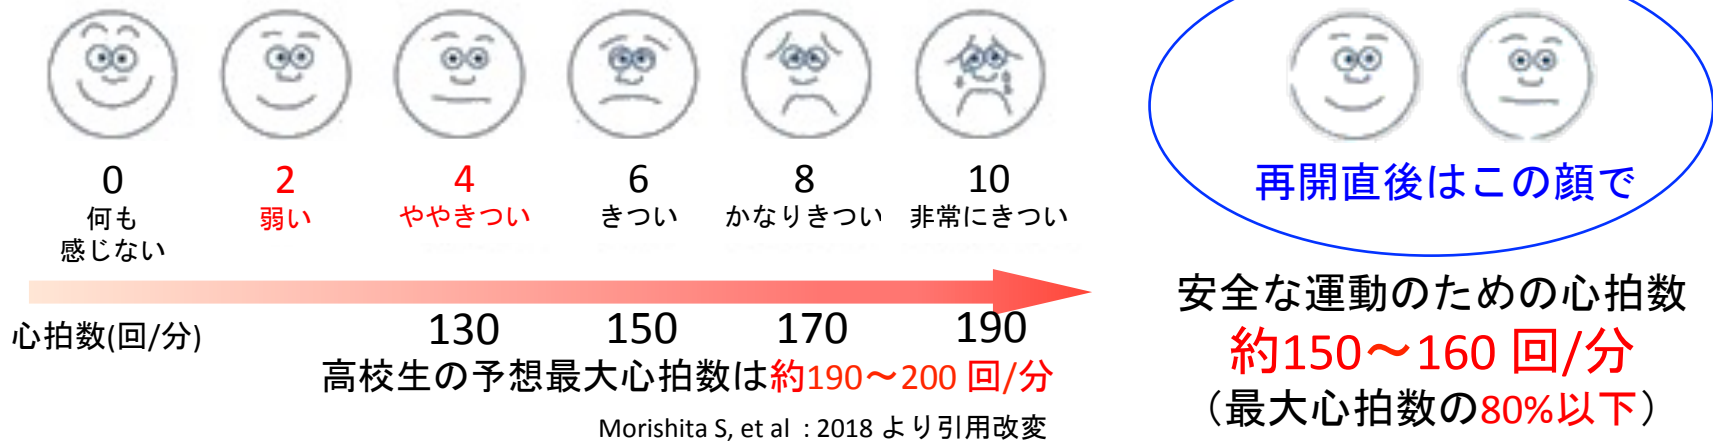 0
何も
感じない
2
弱い
4
ややきつい
6
きつい
8
かなりきつい
10
非常にきつい
心拍数(回/分)
130
150
170
190
高校生の予想最大心拍数は約190～200 回/分
Morishita S, et al : 2018 より引用改変
再開直後はこの顔で
安全な運動のための心拍数
約150～160 回/分
（最大心拍数の80%以下）